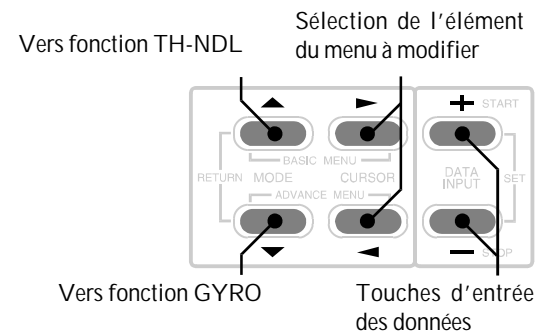 Sélection de l'élément
du menu à modifier
Vers fonction TH-NDL
START
BASIC MENU
RETURN MODE CURSOR DATA INPUT SET
ADVANCE MENU
STOP
Vers fonction GYRO
Touches d'entrée
des données